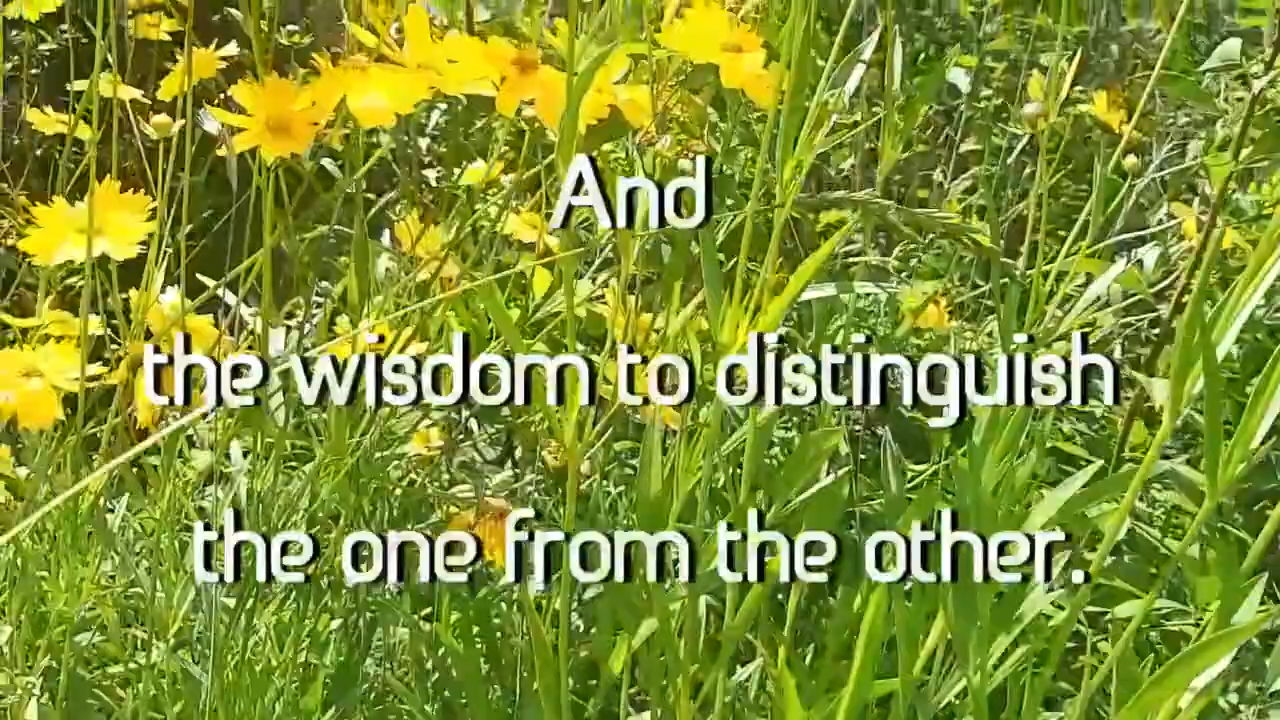 And
the wisdom to distinguish
the one from the other.